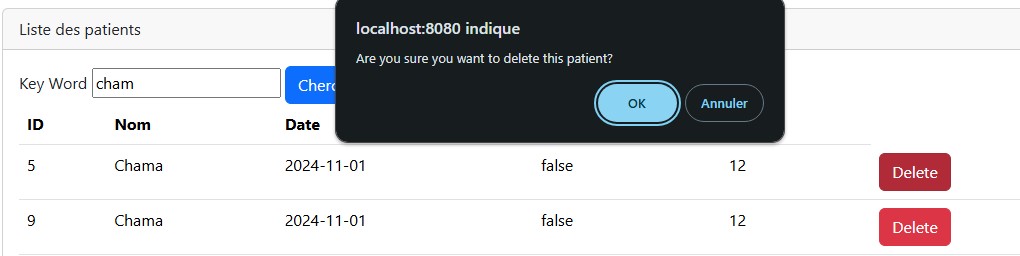 Liste des patients
localhost:8080 indique
Are you sure you want to delete this patient?
OK Annuler
Key Word cham
ID Nom Date
5 Chama 2024-11-01 false 12 Delete
9 Chama 2024-11-01 false 12 Delete